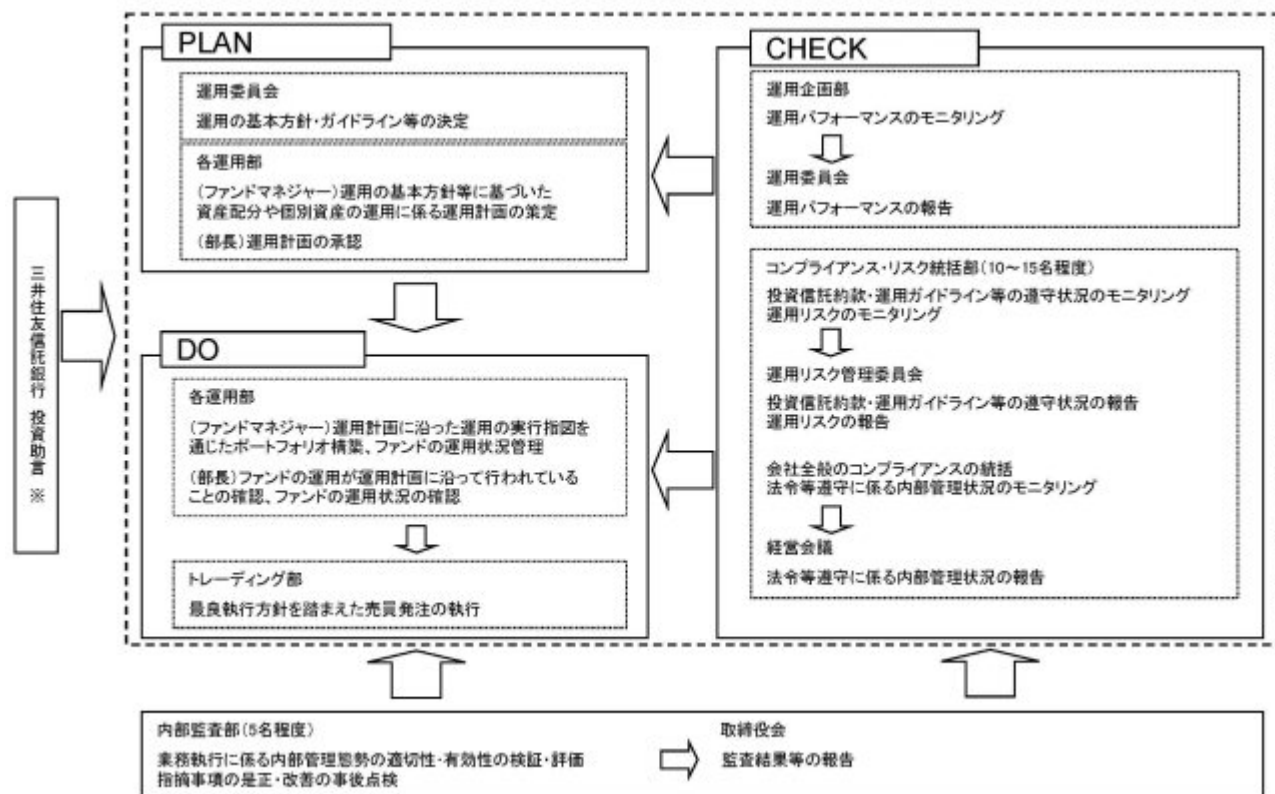 三井住友信託銀行 投資助言 ※
PLAN
運用委員会
運用の基本方針・ガイドライン等の決定
各運用部
(ファンドマネジャー)運用の基本方針等に基づいた
資産配分や個別資産の運用に係る運用計画の策定
(部長)運用計画の承認
DO
各運用部
(ファンドマネジャー)運用計画に沿った運用の実行指図を
通じたポートフォリオ構築、ファンドの運用状況管理
(部長)ファンドの運用が運用計画に沿って行われている
ことの確認、ファンドの運用状況の確認
トレーディング部
最良執行方針を踏まえた売買発注の執行
CHECK
運用企画部
運用パフォーマンスのモニタリング
運用委員会
運用パフォーマンスの報告
コンプライアンス・リスク統括部(10～15名程度)
投資信託約款・運用ガイドライン等の遵守状況のモニタリング
運用リスクのモニタリング
運用リスク管理委員会
投資信託約款・運用ガイドライン等の遵守状況の報告
運用リスクの報告
会社全般のコンプライアンスの統括
法令等遵守に係る内部管理状況のモニタリング
経営会議
法令等遵守に係る内部管理状況の報告
内部監査部(5名程度)
業務執行に係る内部管理態勢の適切性・有効性の検証・評価
指摘事項の是正・改善の事後点検
取締役会
監査結果等の報告